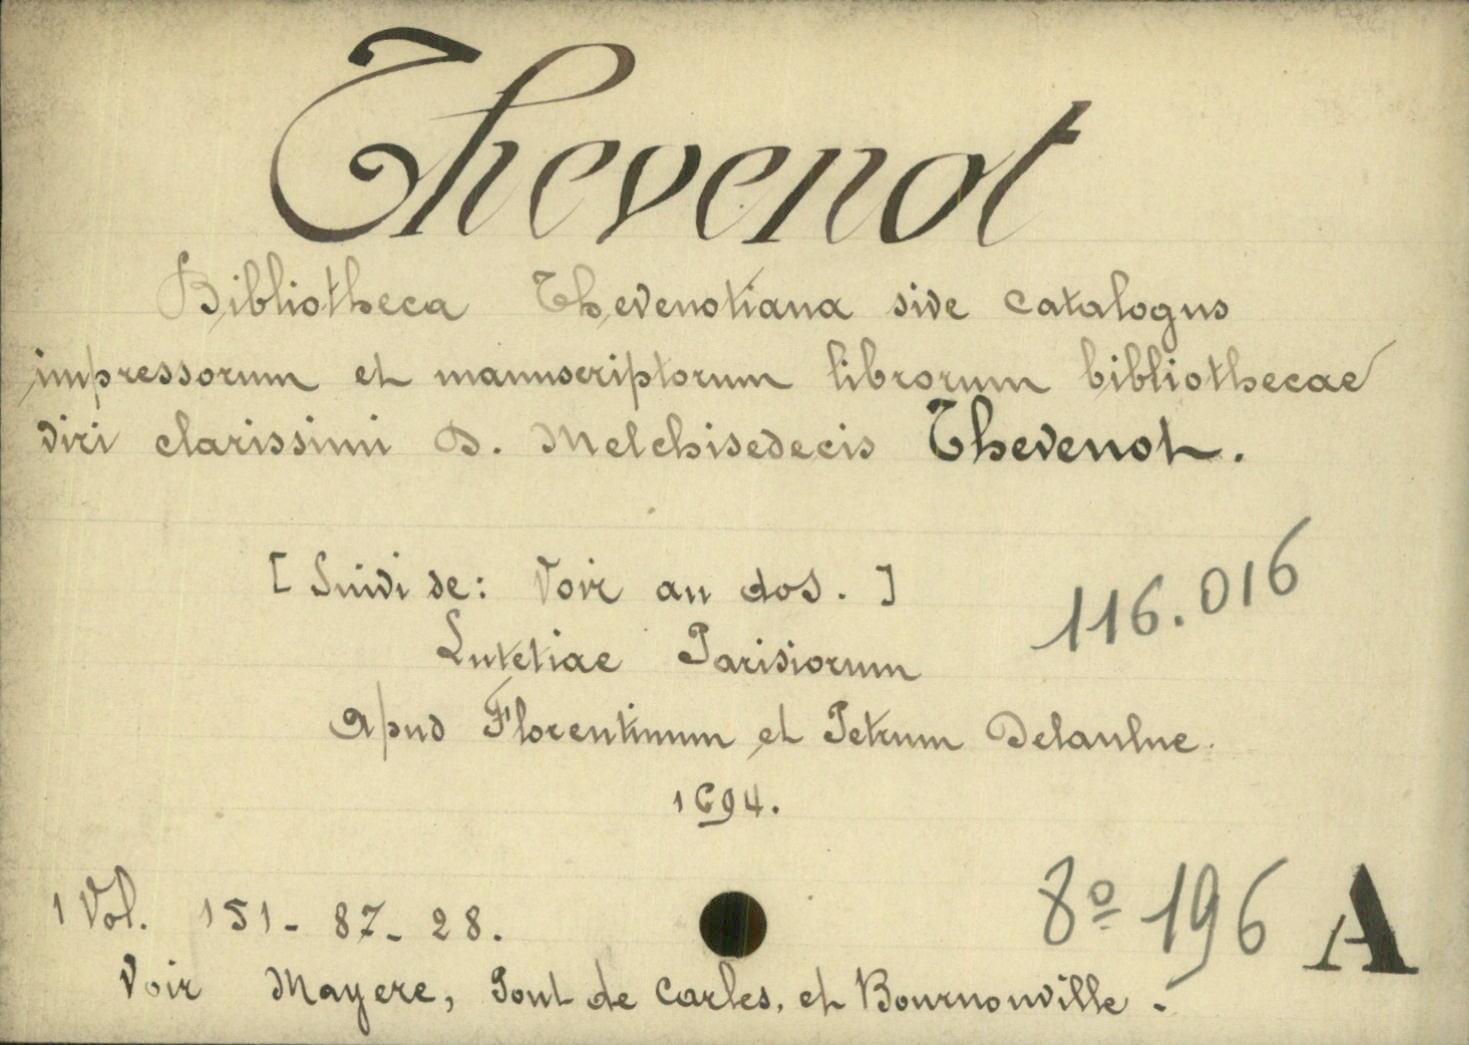 Thevenot
Bibliotheca Thevenotiana sive catalogus
impressorum et manuscriptorum librorum bibliothecae
viri clarissimi D. Melchisedecis Thevenot.
[Suivi de: Voir au dos.]
116.016
Lutetiae Parisiorum
Apud Florentinum et Petrum Delaulne.
1694.
1 Vol. 151-87-28.
8º 196 A
Voir Mayere, Pont de Carles, et Bournonville.